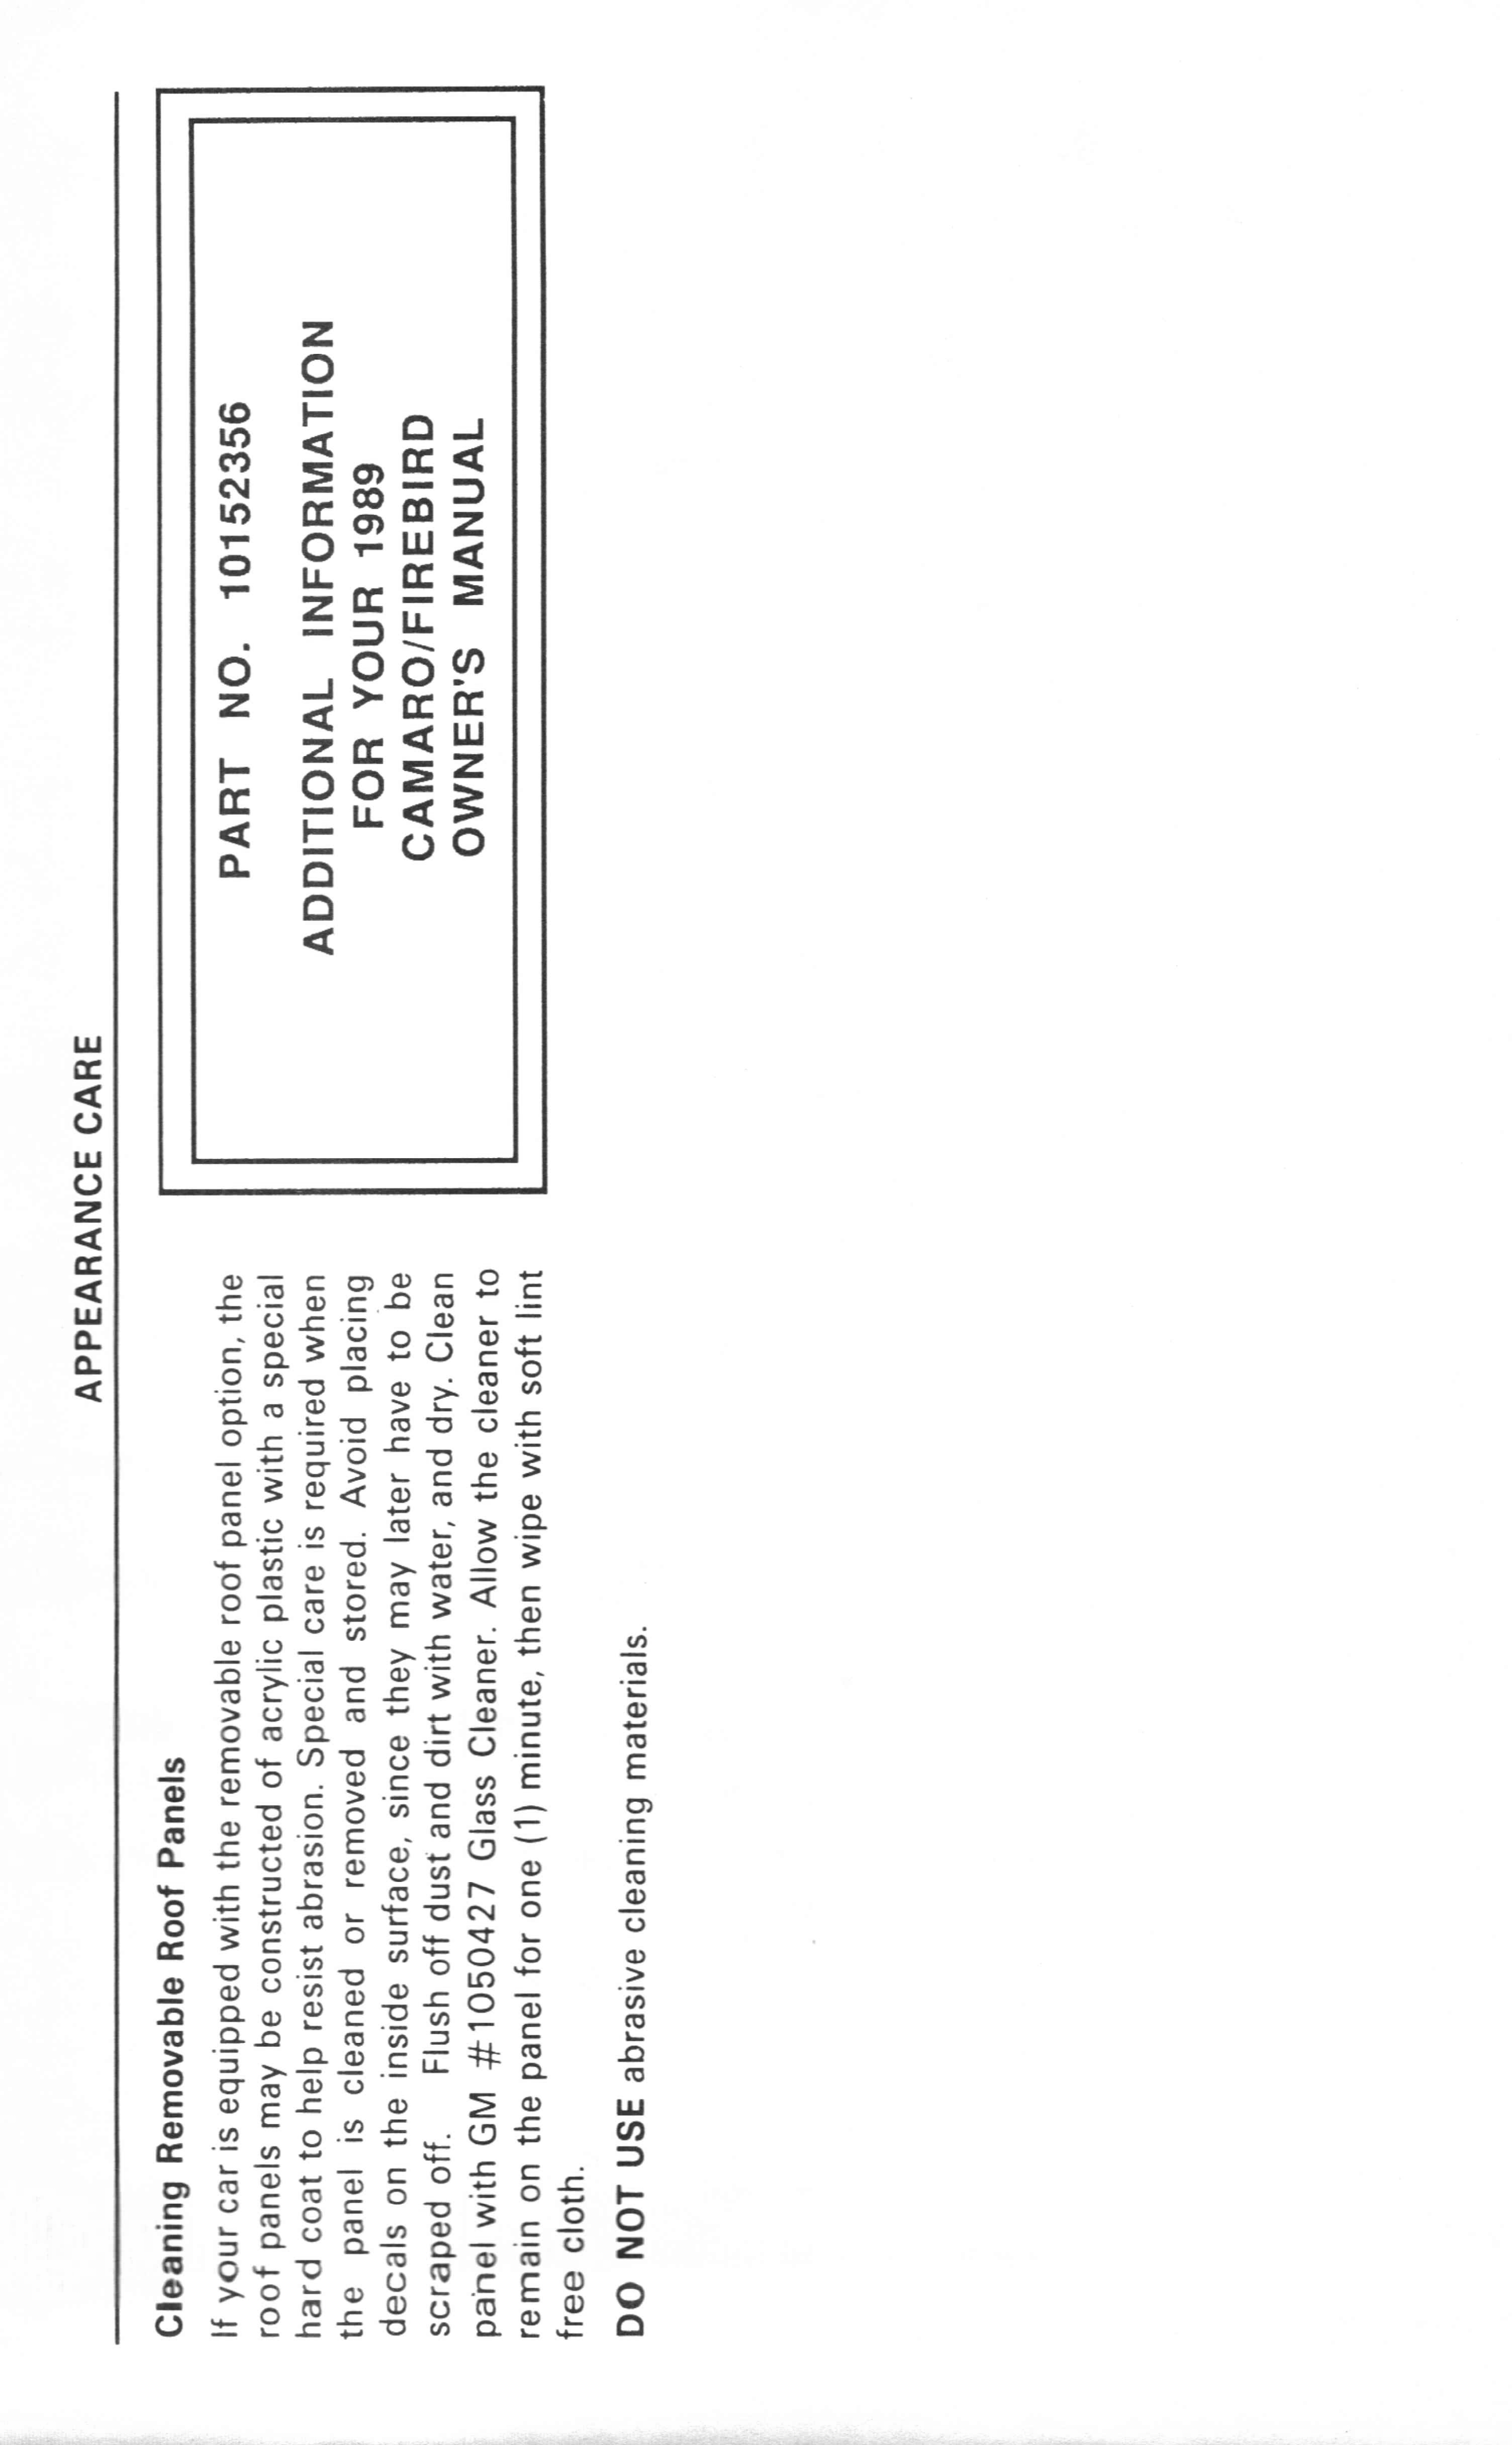 APPEARANCE CARE
Cleaning Removable Roof Panels
If your car is equipped with the removable roof panel option, the
roof panels may be constructed of acrylic plastic with a special
hard coat to help resist abrasion. Special care is required when
the panel is cleaned or removed and stored. Avoid placing
decals on the inside surface, since they may later have to be
scraped off. Flush off dust and dirt with water, and dry. Clean
panel with GM #1050427 Glass Cleaner. Allow the cleaner to
remain on the panel for one (1) minute, then wipe with soft lint
free cloth.
DO NOT USE abrasive cleaning materials.
PART NO. 10152356
ADDITIONAL INFORMATION
FOR YOUR 1989
CAMARO/FIREBIRD
OWNER'S MANUAL